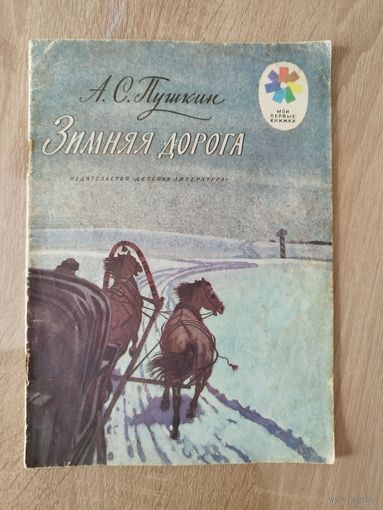 А. С. Пушкин
ЗИМНЯЯ ДОРОГА
ИЗДАТЕЛЬСТВО «ДЕТСКАЯ ЛИТЕРАТУРА»
МОИ
ПЕРВЫЕ
КНИЖКИ